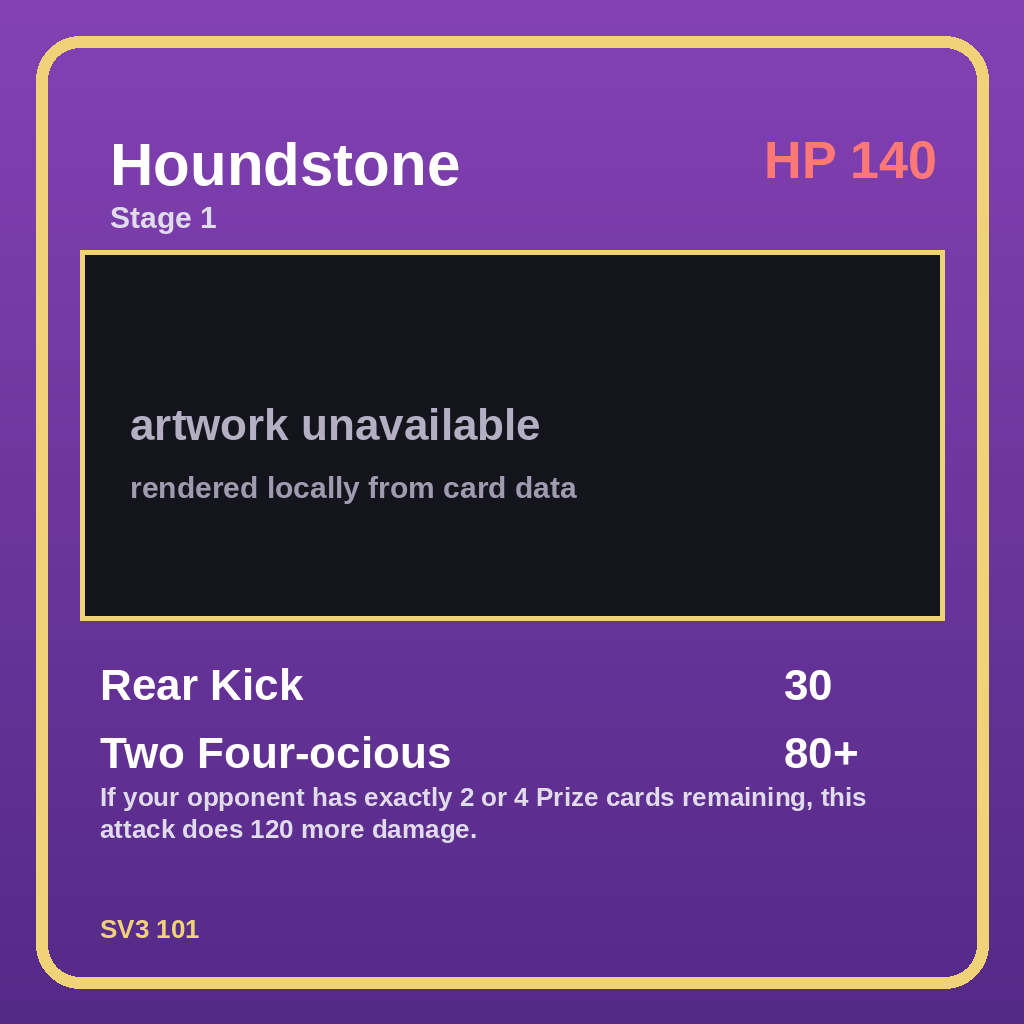 Houndstone HP 140
Stage 1
artwork unavailable
rendered locally from card data
Rear Kick 30
Two Four-ocious 80+
If your opponent has exactly 2 or 4 Prize cards remaining, this
attack does 120 more damage.
SV3 101